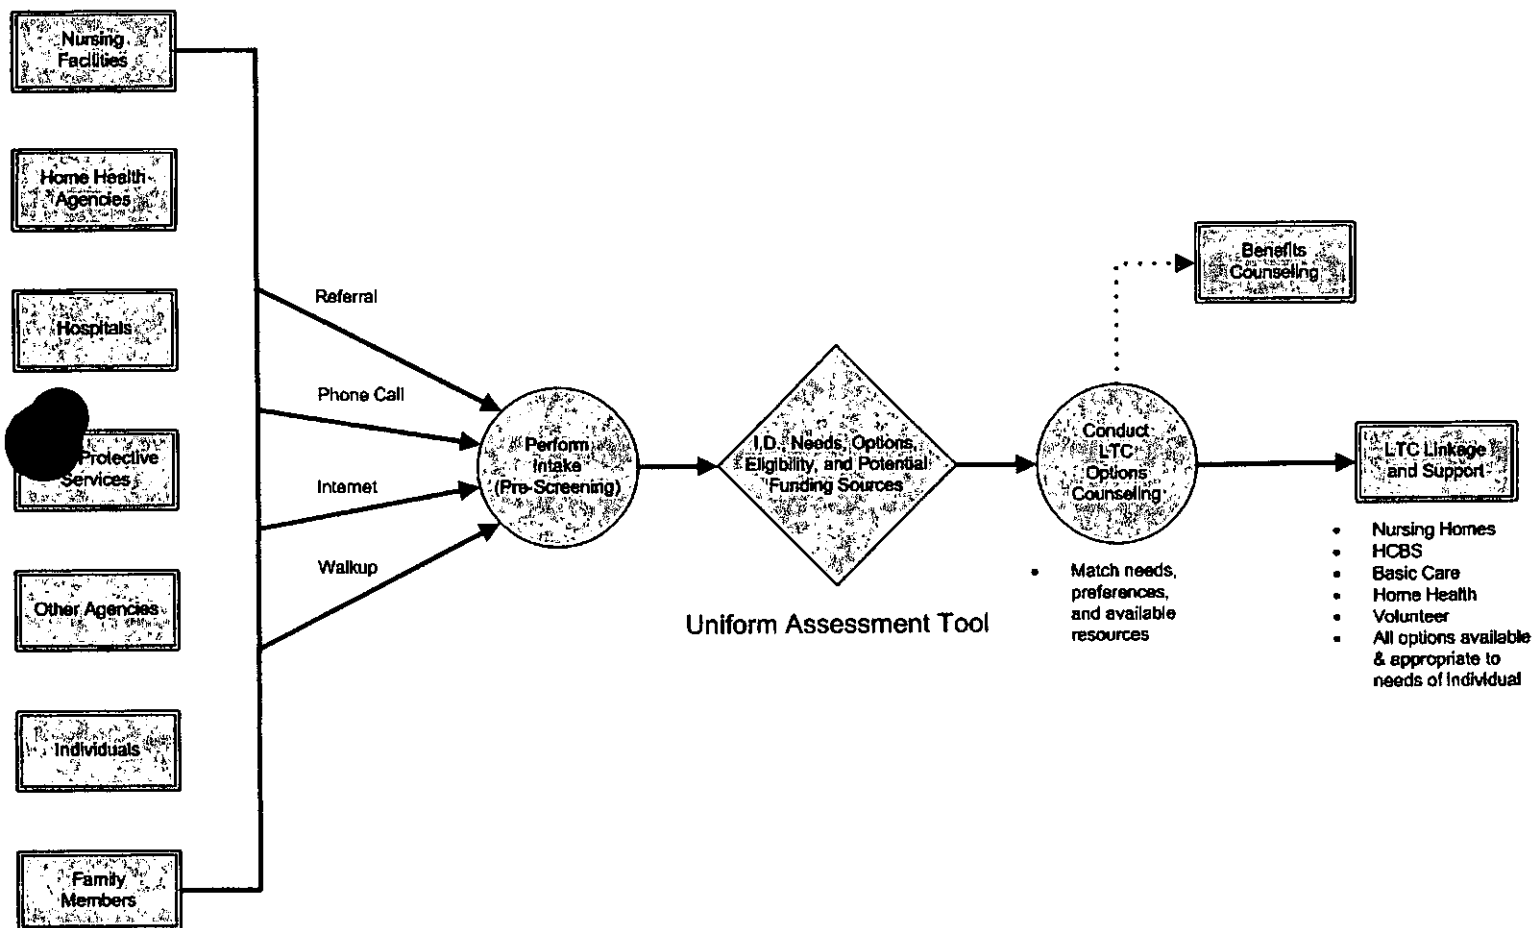 Nursing
Facilities
Home Health
Agencies
Hospitals
Protective
Services
Other Agencies
Individuals
Family
Members
Referral
Phone Call
Internet
Walkup
Perform
Intake
(Pre-Screening)
I.D. Needs, Options,
Eligibility, and Potential
Funding Sources
Uniform Assessment Tool
Conduct
LTC
Options
Counseling
• Match needs,
preferences,
and available
resources
Benefits
Counseling
LTC Linkage
and Support
• Nursing Homes
• HCBS
• Basic Care
• Home Health
• Volunteer
• All options available
& appropriate to
needs of Individual